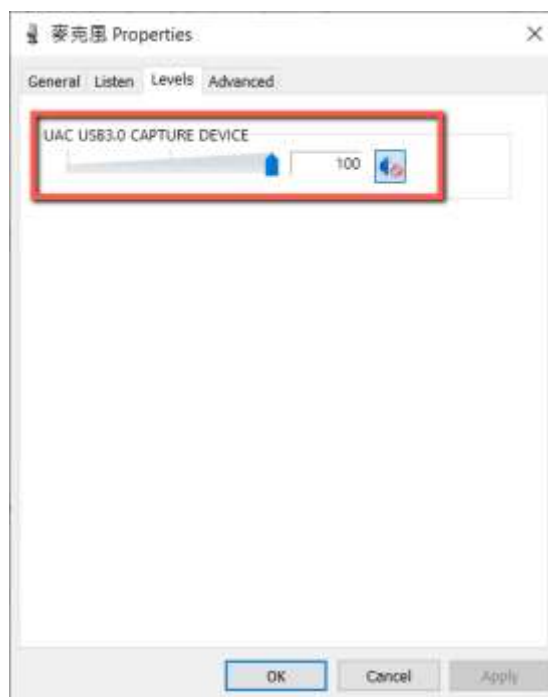 麥克風 Properties
General Listen Levels Advanced
UAC USB3.0 CAPTURE DEVICE
100
OK Cancel Apply